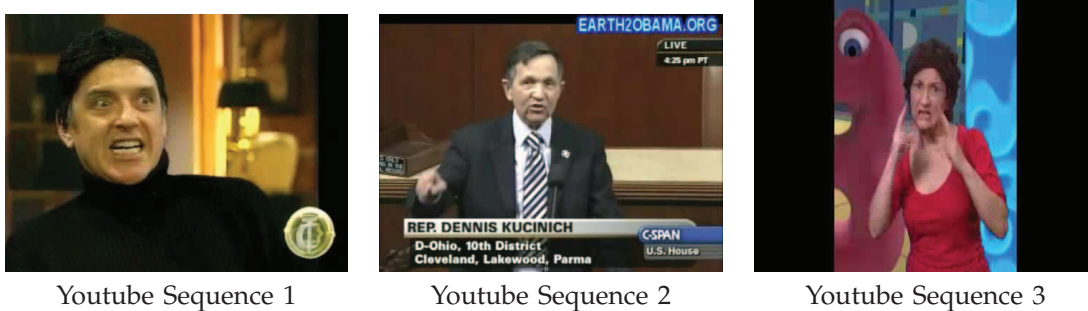 EARTH2OBAMA.ORG
LIVE
4:25 pm PT
REP. DENNIS KUCINICH
D-Ohio, 10th District
Cleveland, Lakewood, Parma
C-SPAN
U.S. House
Youtube Sequence 1
Youtube Sequence 2
Youtube Sequence 3